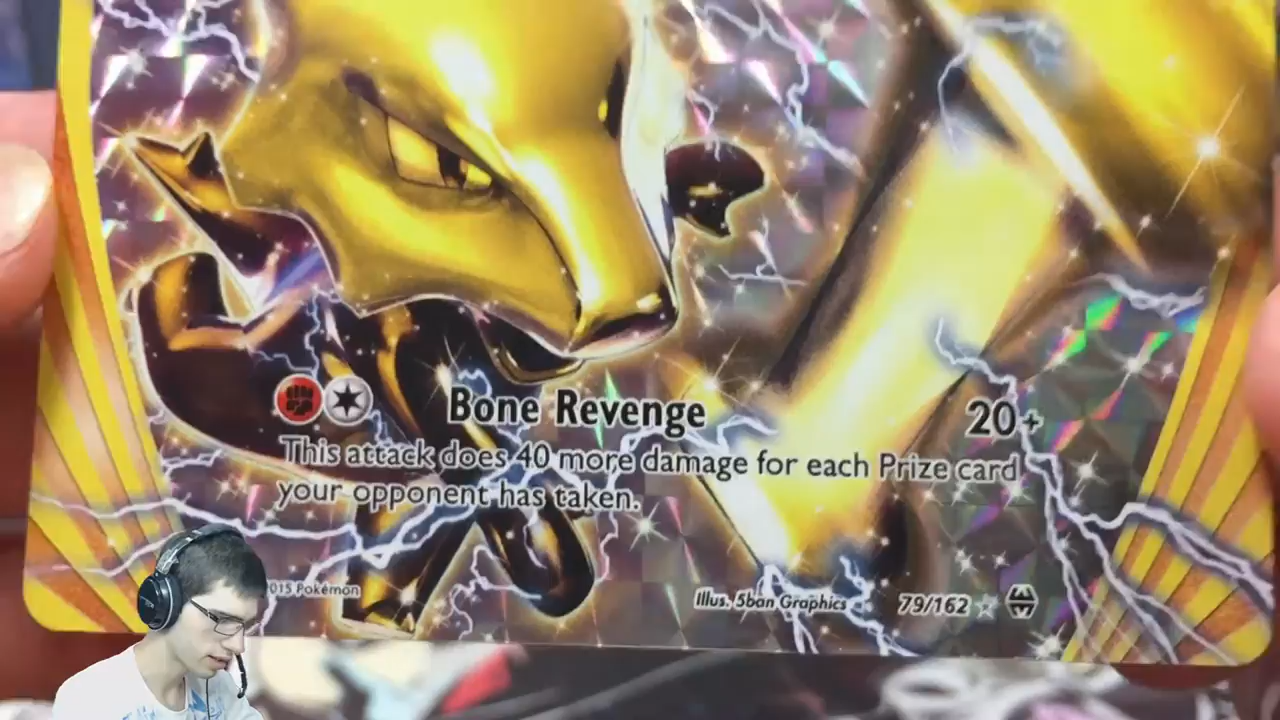 Bone Revenge 20+
This attack does 40 more damage for each Prize card
your opponent has taken.
2015 Pokémon Illus. 5ban Graphics 79/162